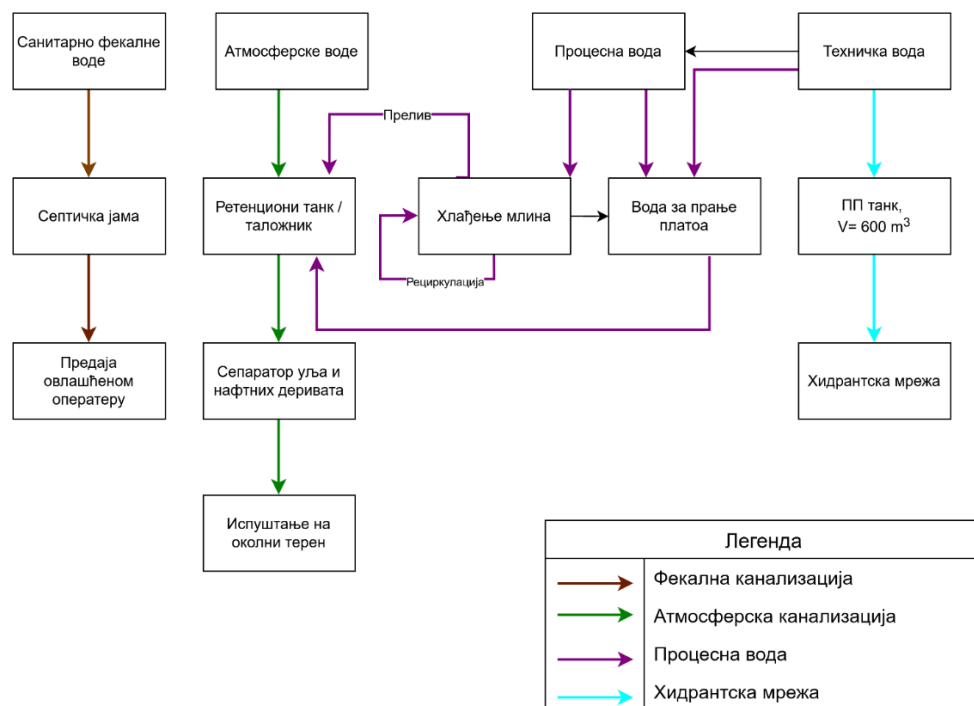 Санитарно фекалне
воде
Атмосферске воде
Процесна вода
Техничка вода
Прелив
Септичка јама
Ретенциони танк /
таложник
Хлађење млина
Вода за прање
платоа
ПП танк,
V= 600 m³
Рециркулација
Предаја
овлашћеном
оператеру
Сепаратор уља и
нафтних деривата
Хидрантска мрежа
Испуштање на
околни терен
Легенда
Фекална канализација
Атмосферска канализација
Процесна вода
Хидрантска мрежа